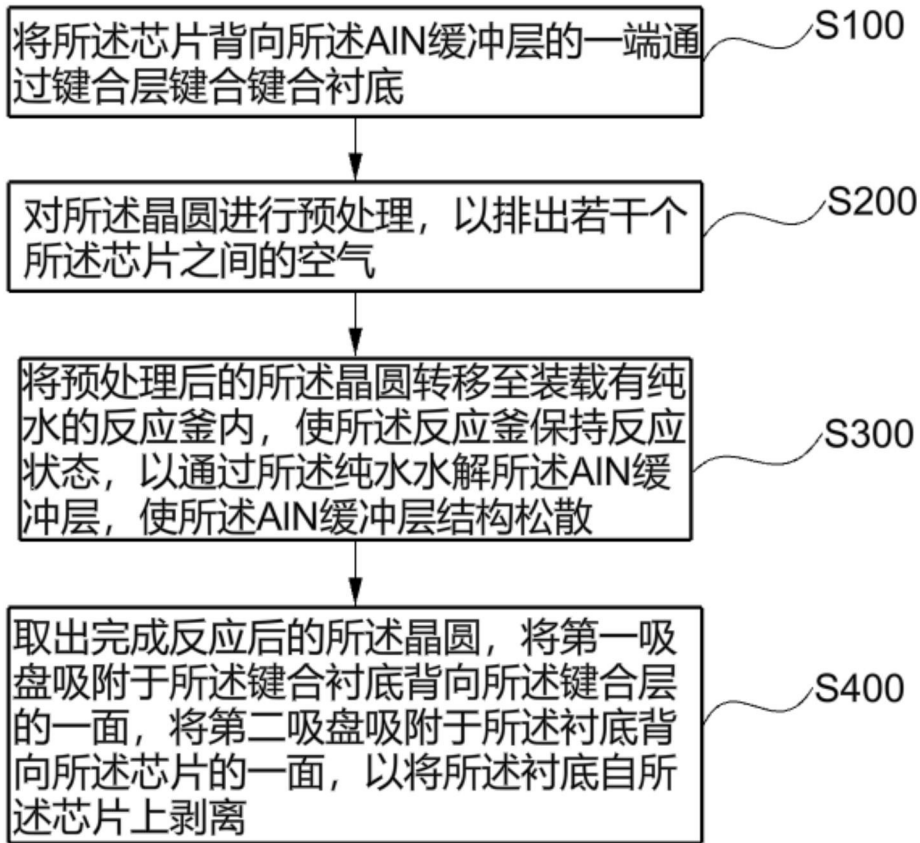 将所述芯片背向所述AlN缓冲层的一端通
过键合层键合键合衬底
S100
对所述晶圆进行预处理，以排出若干个
所述芯片之间的空气
S200
将预处理后的所述晶圆转移至装载有纯
水的反应釜内，使所述反应釜保持反应
状态，以通过所述纯水水解所述AlN缓
冲层，使所述AlN缓冲层结构松散
S300
取出完成反应后的所述晶圆，将第一吸
盘吸附于所述键合衬底背向所述键合层
的一面，将第二吸盘吸附于所述衬底背
向所述芯片的一面，以将所述衬底自所
述芯片上剥离
S400